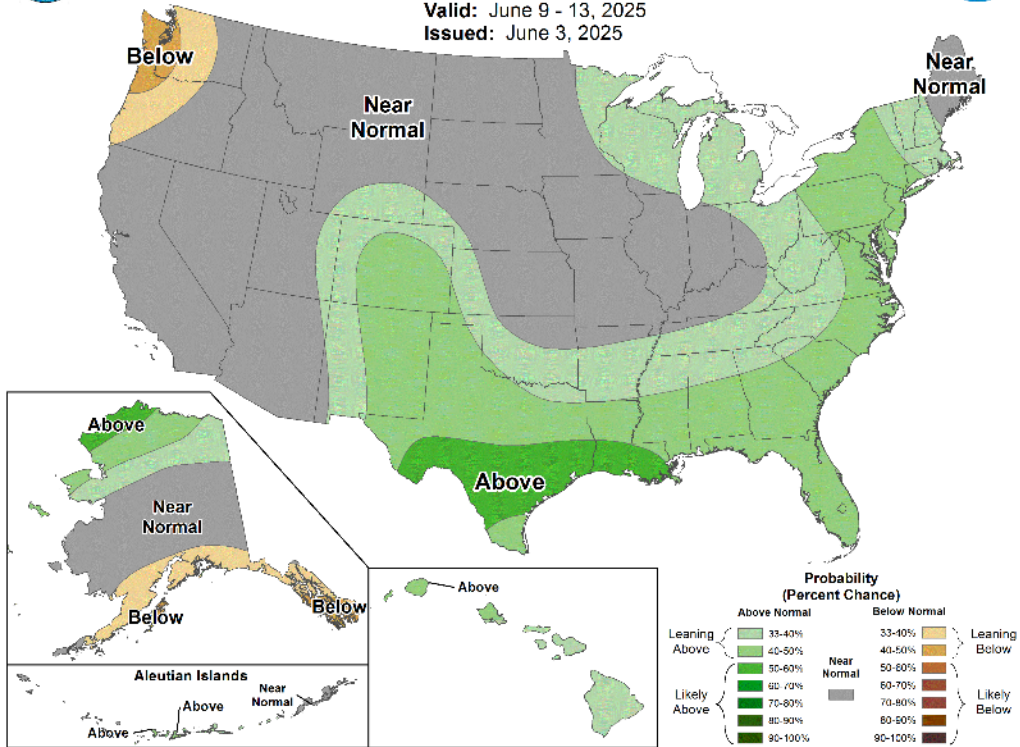 Valid: June 9 - 13, 2025
Issued: June 3, 2025
Below
Near
Normal
Near
Normal
Above
Above
Near
Normal
Below
Below
Aleutian Islands
Near
Normal
Above
Above
Above
Probability
(Percent Chance)
Above Normal
Below Normal
Leaning
Above
33-40%
40-50%
Likely
Above
50-60%
60-70%
70-80%
80-90%
90-100%
Near
Normal
33-40%
40-50%
Leaning
Below
50-60%
60-70%
70-80%
80-90%
90-100%
Likely
Below